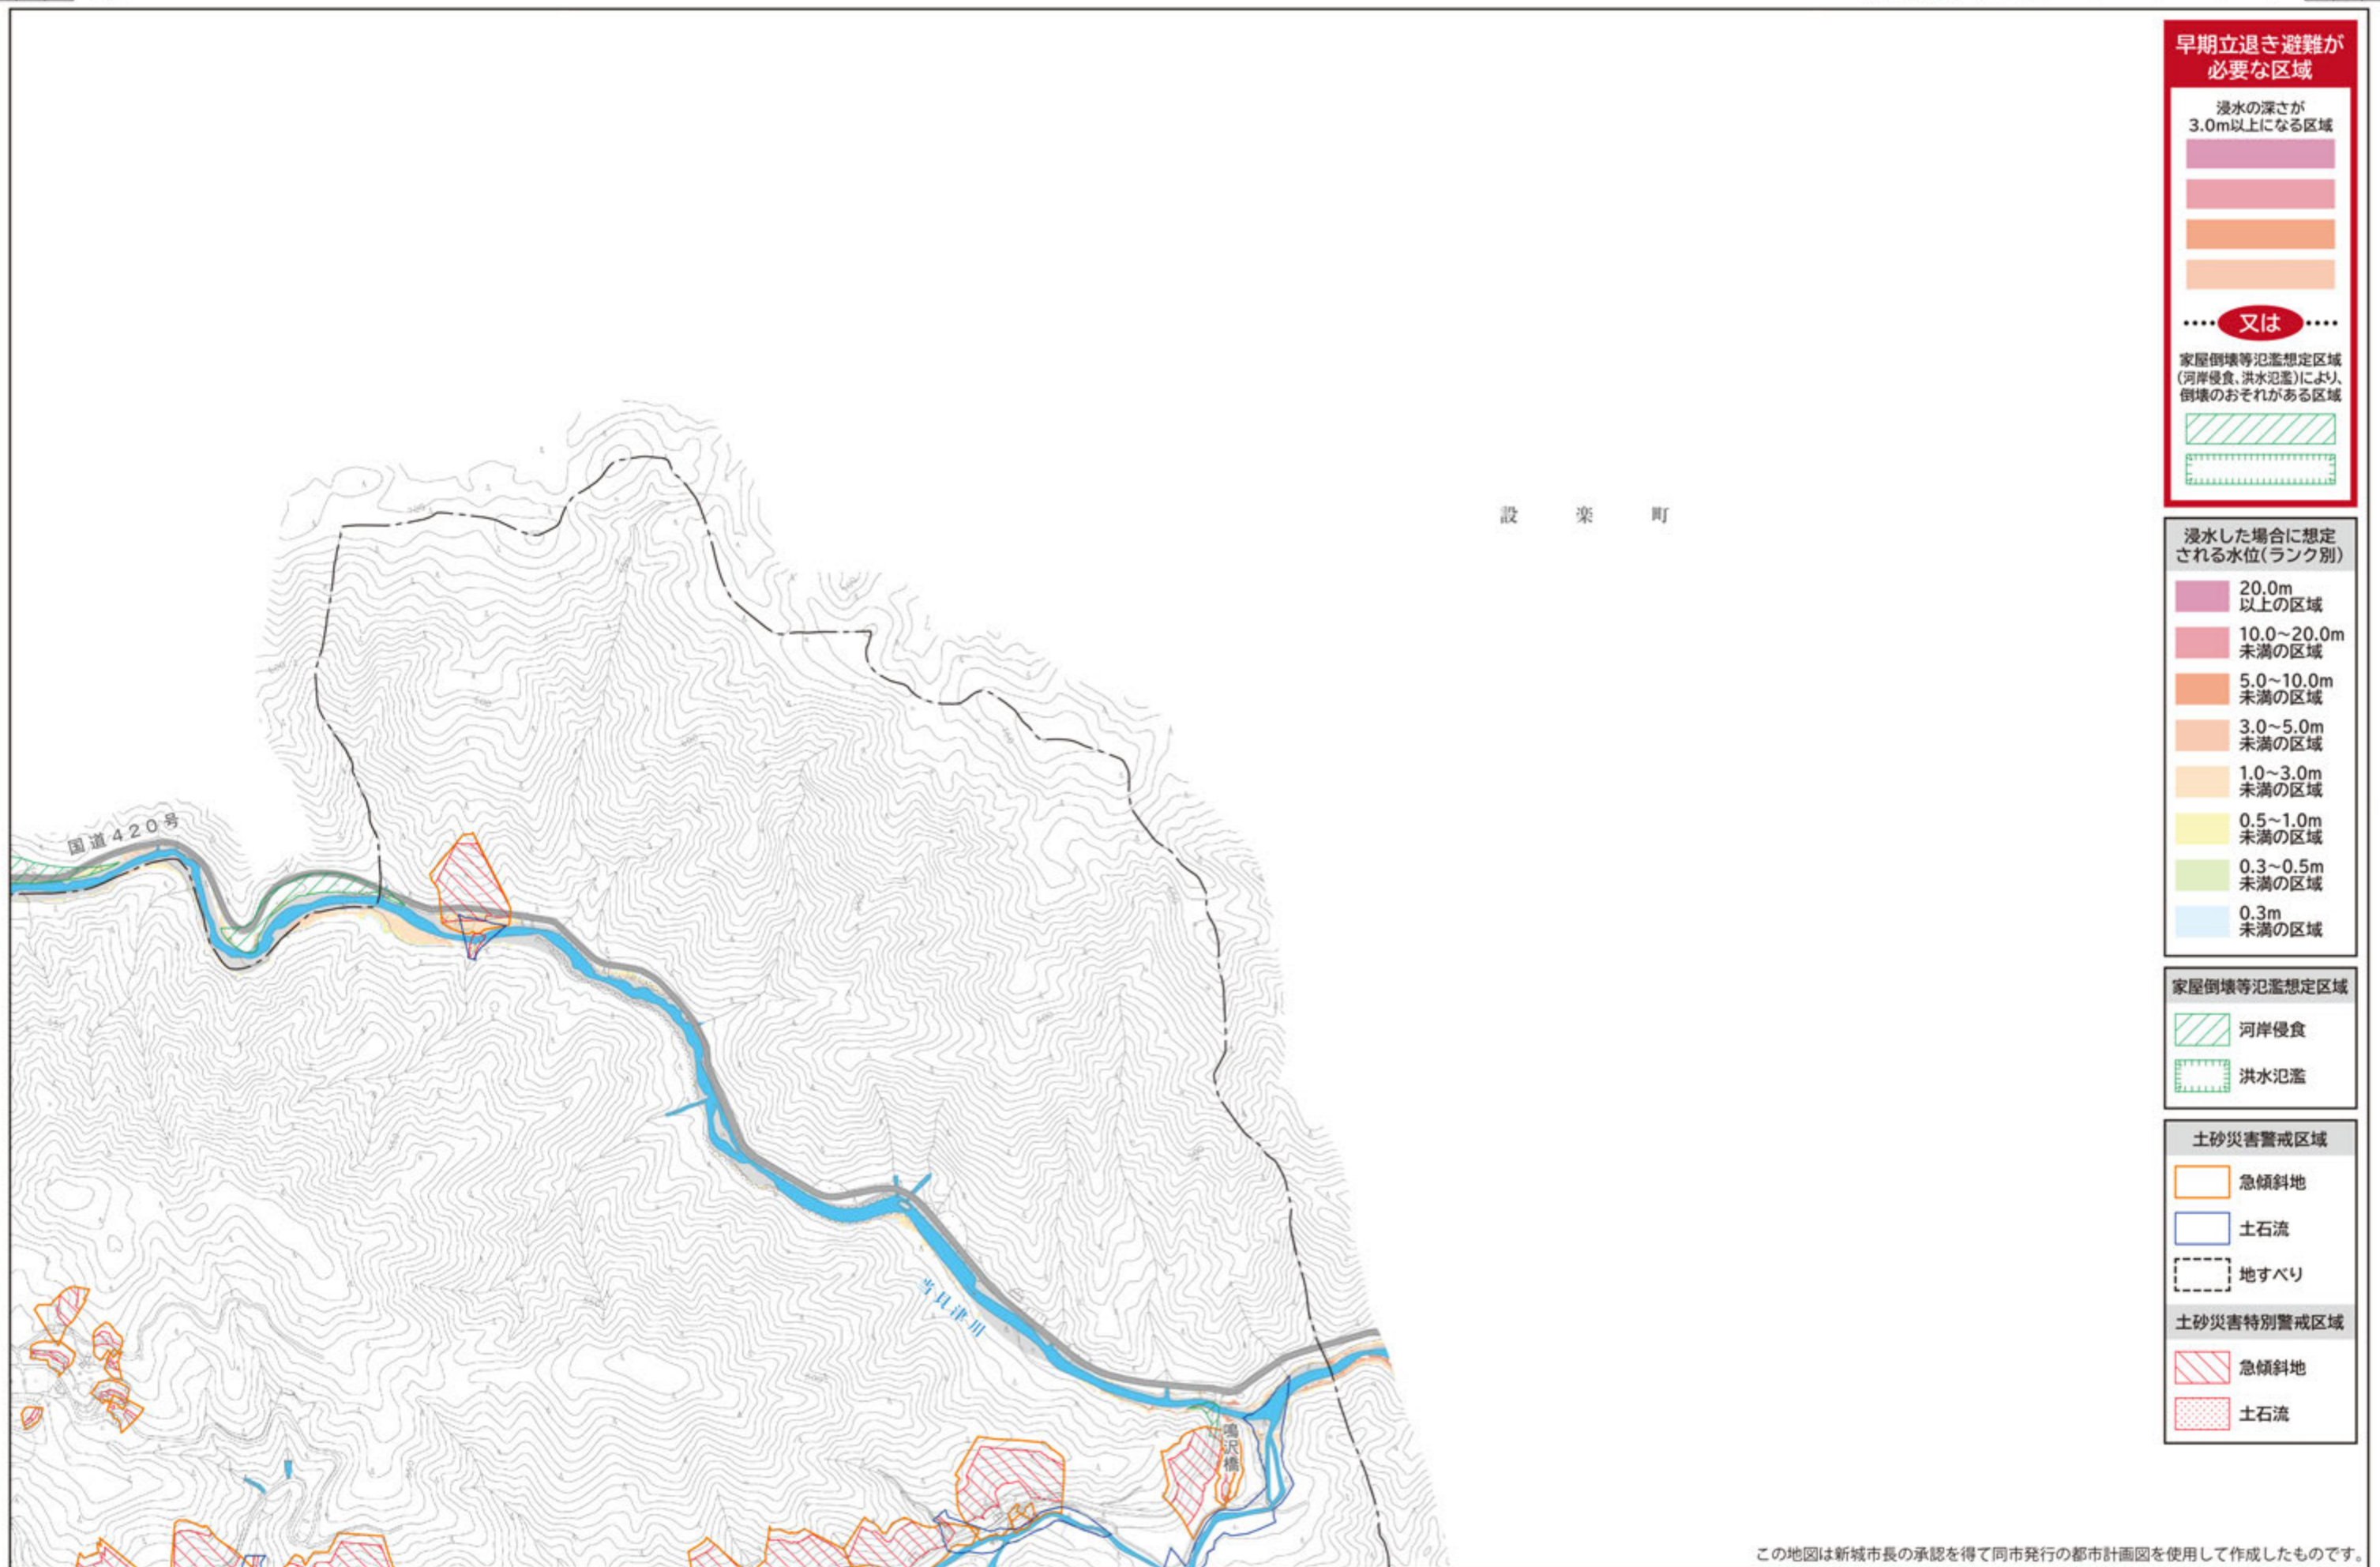 早期立退き避難が
必要な区域
浸水の深さが
3.0m以上になる区域
又は
家屋倒壊等氾濫想定区域
(河岸侵食、洪水氾濫)により、
倒壊のおそれがある区域
設楽町
浸水した場合に想定
される水位(ランク別)
20.0m
以上の区域
10.0~20.0m
未満の区域
5.0~10.0m
未満の区域
3.0~5.0m
未満の区域
1.0~3.0m
未満の区域
0.5~1.0m
未満の区域
0.3~0.5m
未満の区域
0.3m
未満の区域
家屋倒壊等氾濫想定区域
河岸侵食
洪水氾濫
土砂災害警戒区域
急傾斜地
土石流
地すべり
土砂災害特別警戒区域
急傾斜地
土石流
国道420号
当貝津川
鳴沢橋
この地図は新城市長の承認を得て同市発行の都市計画図を使用して作成したものです。